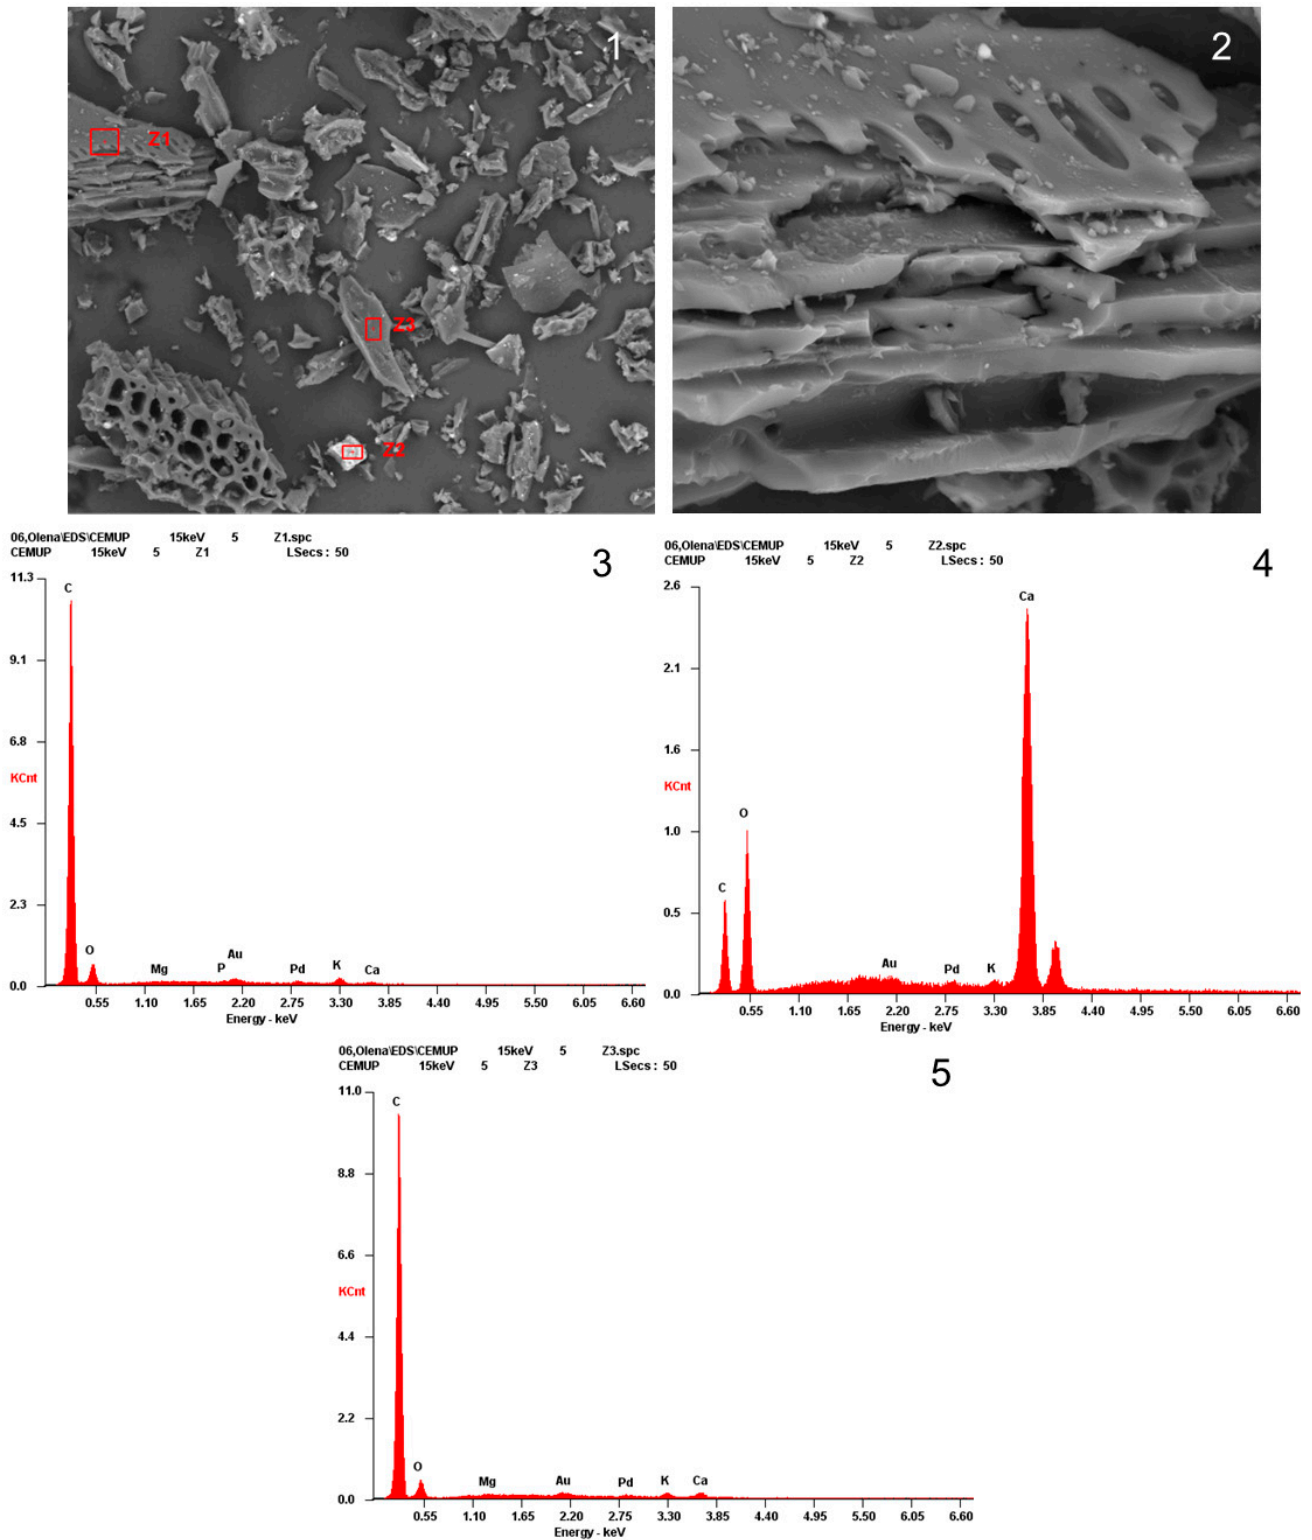 1
2
Z1
Z3
Z2
06,Olena\EDS\CEMUP 15keV 5 Z1.spc
CEMUP 15keV 5 Z1 LSecs : 50
3
11.3
C
9.1
6.8
KCnt
4.5
2.3
O
Mg
P
Au
Pd
K
Ca
0.0
0.55 1.10 1.65 2.20 2.75 3.30 3.85 4.40 4.95 5.50 6.05 6.60
Energy - keV
06,Olena\EDS\CEMUP 15keV 5 Z2.spc
CEMUP 15keV 5 Z2 LSecs : 50
4
2.6
Ca
2.1
1.6
KCnt
O
1.0
C
0.5
Au
Pd
K
0.0
0.55 1.10 1.65 2.20 2.75 3.30 3.85 4.40 4.95 5.50 6.05 6.60
Energy - keV
06,Olena\EDS\CEMUP 15keV 5 Z3.spc
CEMUP 15keV 5 Z3 LSecs : 50
5
11.0
C
8.8
6.6
KCnt
4.4
2.2
O
Mg
Au
Pd
K
Ca
0.0
0.55 1.10 1.65 2.20 2.75 3.30 3.85 4.40 4.95 5.50 6.05 6.60
Energy - keV